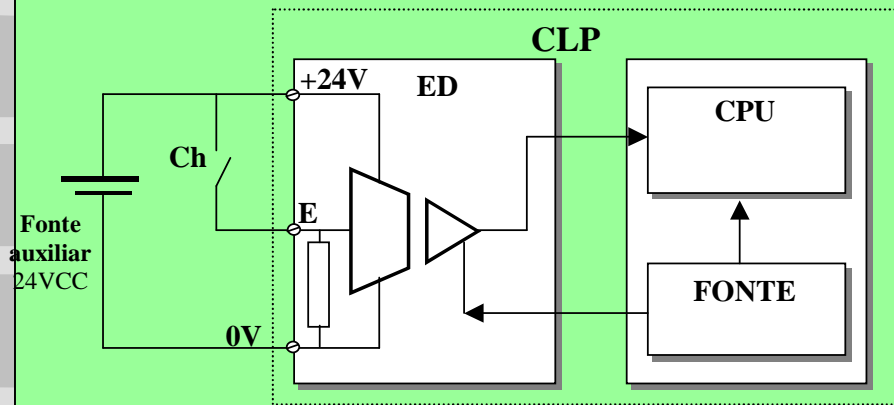 CLP
+24V
ED
CPU
Ch
E
Fonte
auxiliar
24VCC
FONTE
0V